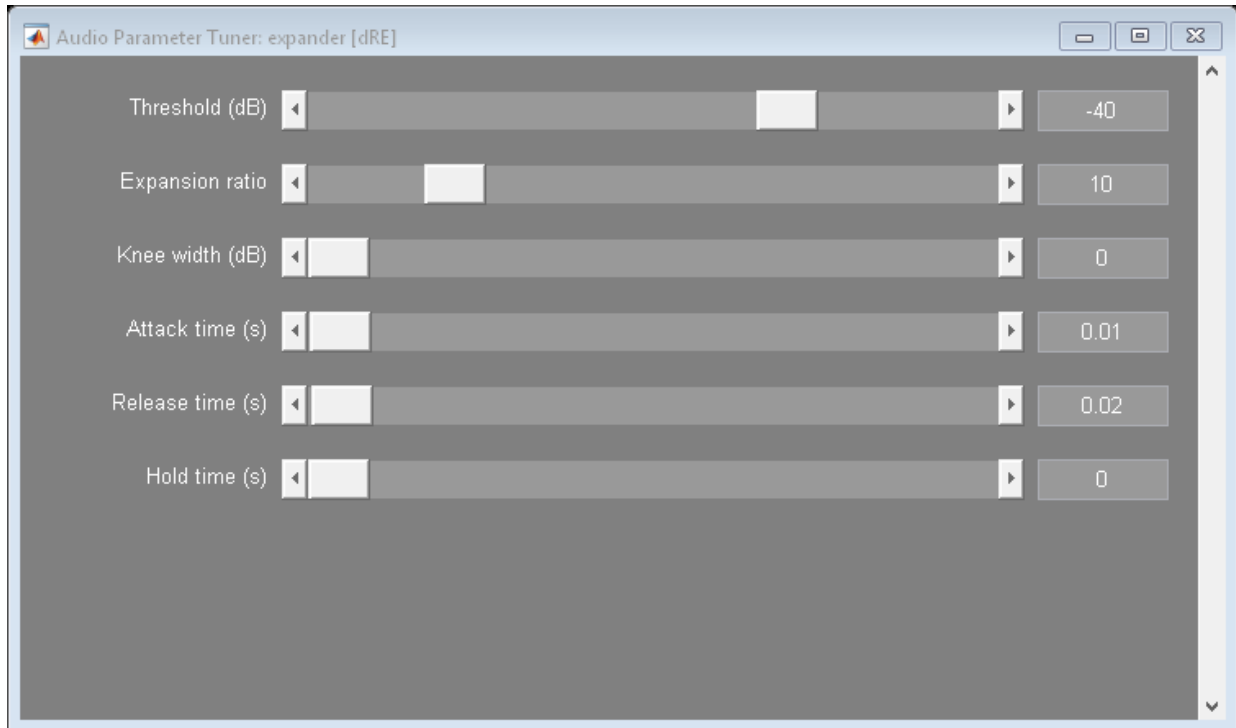 Audio Parameter Tuner: expander [dRE]
Threshold (dB) -40
Expansion ratio 10
Knee width (dB) 0
Attack time (s) 0.01
Release time (s) 0.02
Hold time (s) 0